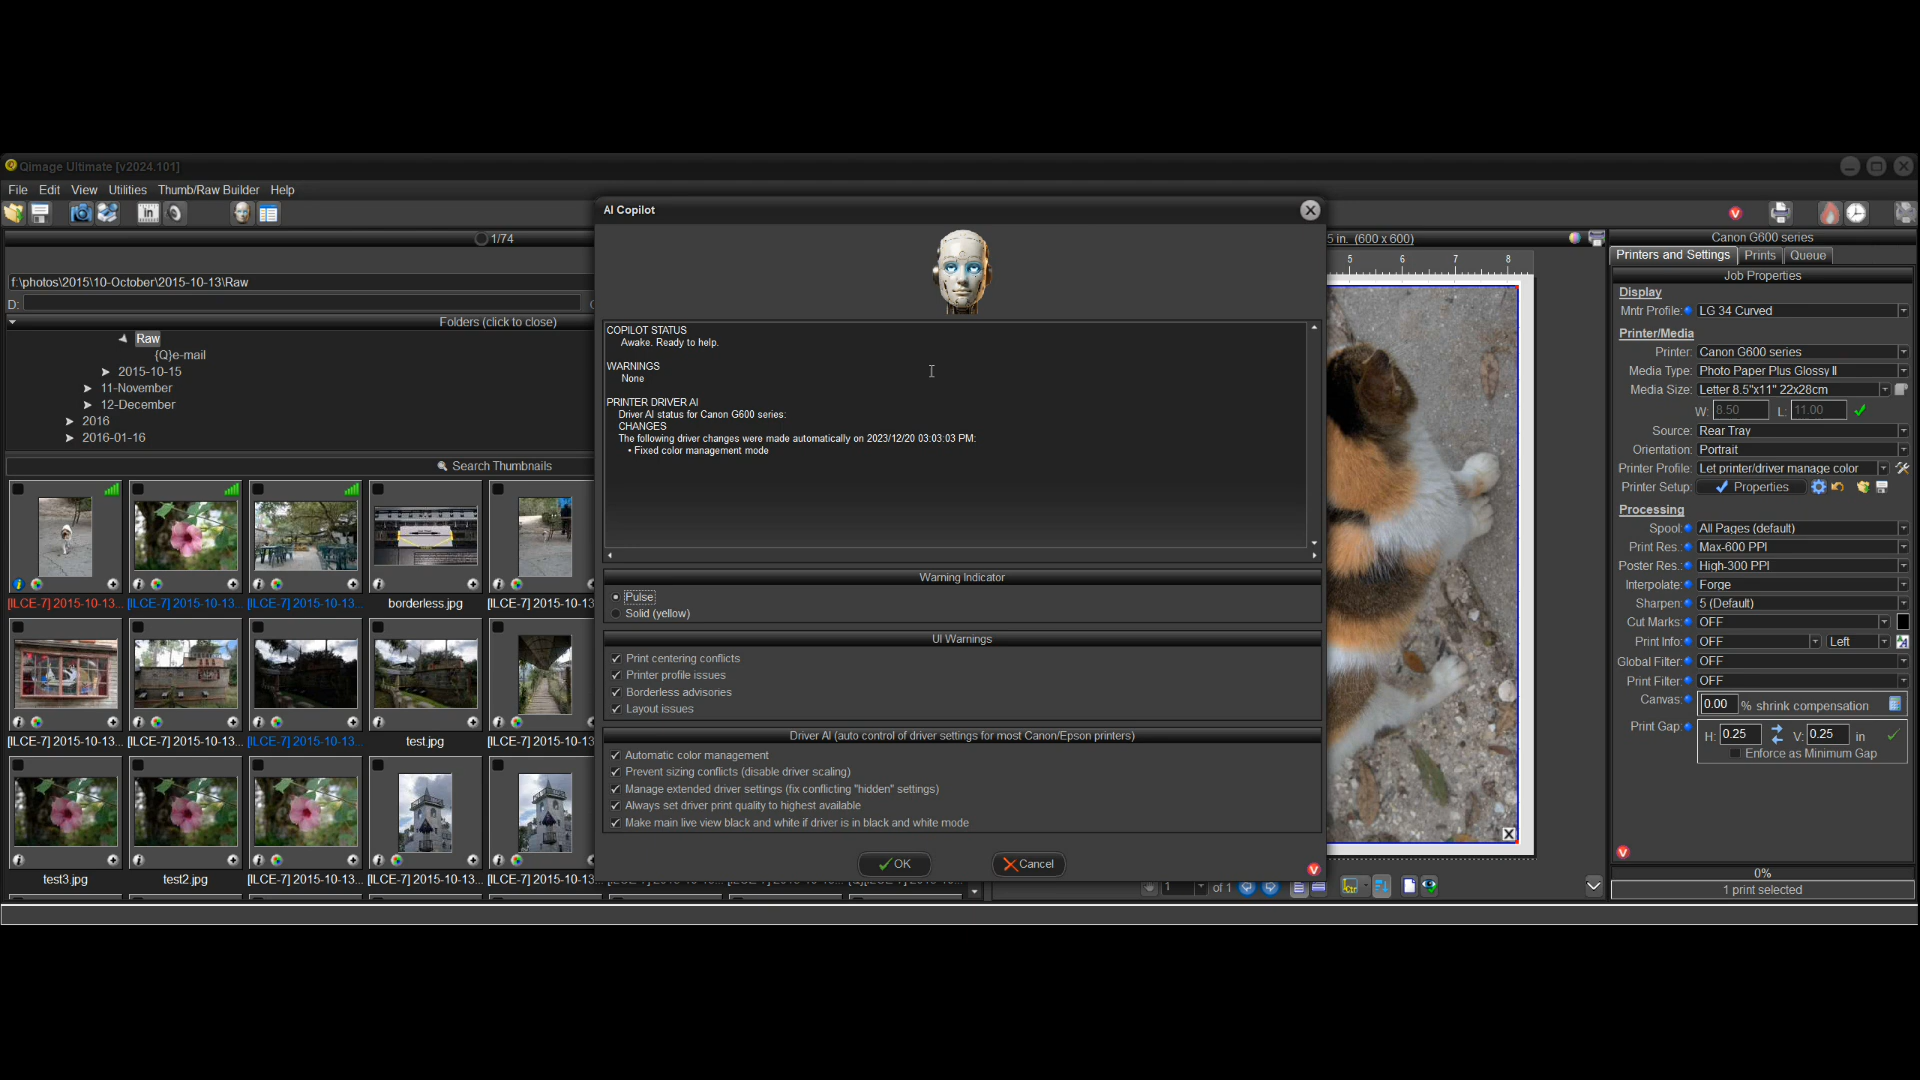 Qimage Ultimate [v2024.101]
File Edit View Utilities Thumb/Raw Builder Help
1/74
f:\photos\2015\10-October\2015-10-13\Raw
D:
Folders (click to close)
Raw
{Q}e-mail
2015-10-15
11-November
12-December
2016
2016-01-16
Search Thumbnails
[ILCE-7] 2015-10-13... [ILCE-7] 2015-10-13... [ILCE-7] 2015-10-13... borderless.jpg [ILCE-7] 2015-10-13...
[ILCE-7] 2015-10-13... [ILCE-7] 2015-10-13... [ILCE-7] 2015-10-13... test.jpg [ILCE-7] 2015-10-13...
test3.jpg test2.jpg [ILCE-7] 2015-10-13... [ILCE-7] 2015-10-13... [ILCE-7] 2015-10-13...
AI Copilot
COPILOT STATUS
Awake. Ready to help.
WARNINGS
None
PRINTER DRIVER AI
Driver AI status for Canon G600 series:
CHANGES
The following driver changes were made automatically on 2023/12/20 03:03:03 PM:
• Fixed color management mode
Warning Indicator
Pulse
Solid (yellow)
UI Warnings
Print centering conflicts
Printer profile issues
Borderless advisories
Layout issues
Driver AI (auto control of driver settings for most Canon/Epson printers)
Automatic color management
Prevent sizing conflicts (disable driver scaling)
Manage extended driver settings (fix conflicting "hidden" settings)
Always set driver print quality to highest available
Make main live view black and white if driver is in black and white mode
OK Cancel
5 in. (600 x 600)
5 6 7 8
1 of 1
Canon G600 series
Printers and Settings Prints Queue
Job Properties
Display
Mntr Profile: LG 34 Curved
Printer/Media
Printer: Canon G600 series
Media Type: Photo Paper Plus Glossy II
Media Size: Letter 8.5"x11" 22x28cm
W: 8.50 L: 11.00
Source: Rear Tray
Orientation: Portrait
Printer Profile: Let printer/driver manage color
Printer Setup: Properties
Processing
Spool: All Pages (default)
Print Res.: Max-600 PPI
Poster Res.: High-300 PPI
Interpolate: Forge
Sharpen: 5 (Default)
Cut Marks: OFF
Print Info: OFF Left
Global Filter: OFF
Print Filter: OFF
Canvas: 0.00 % shrink compensation
Print Gap: H: 0.25 V: 0.25 in
Enforce as Minimum Gap
0%
1 print selected